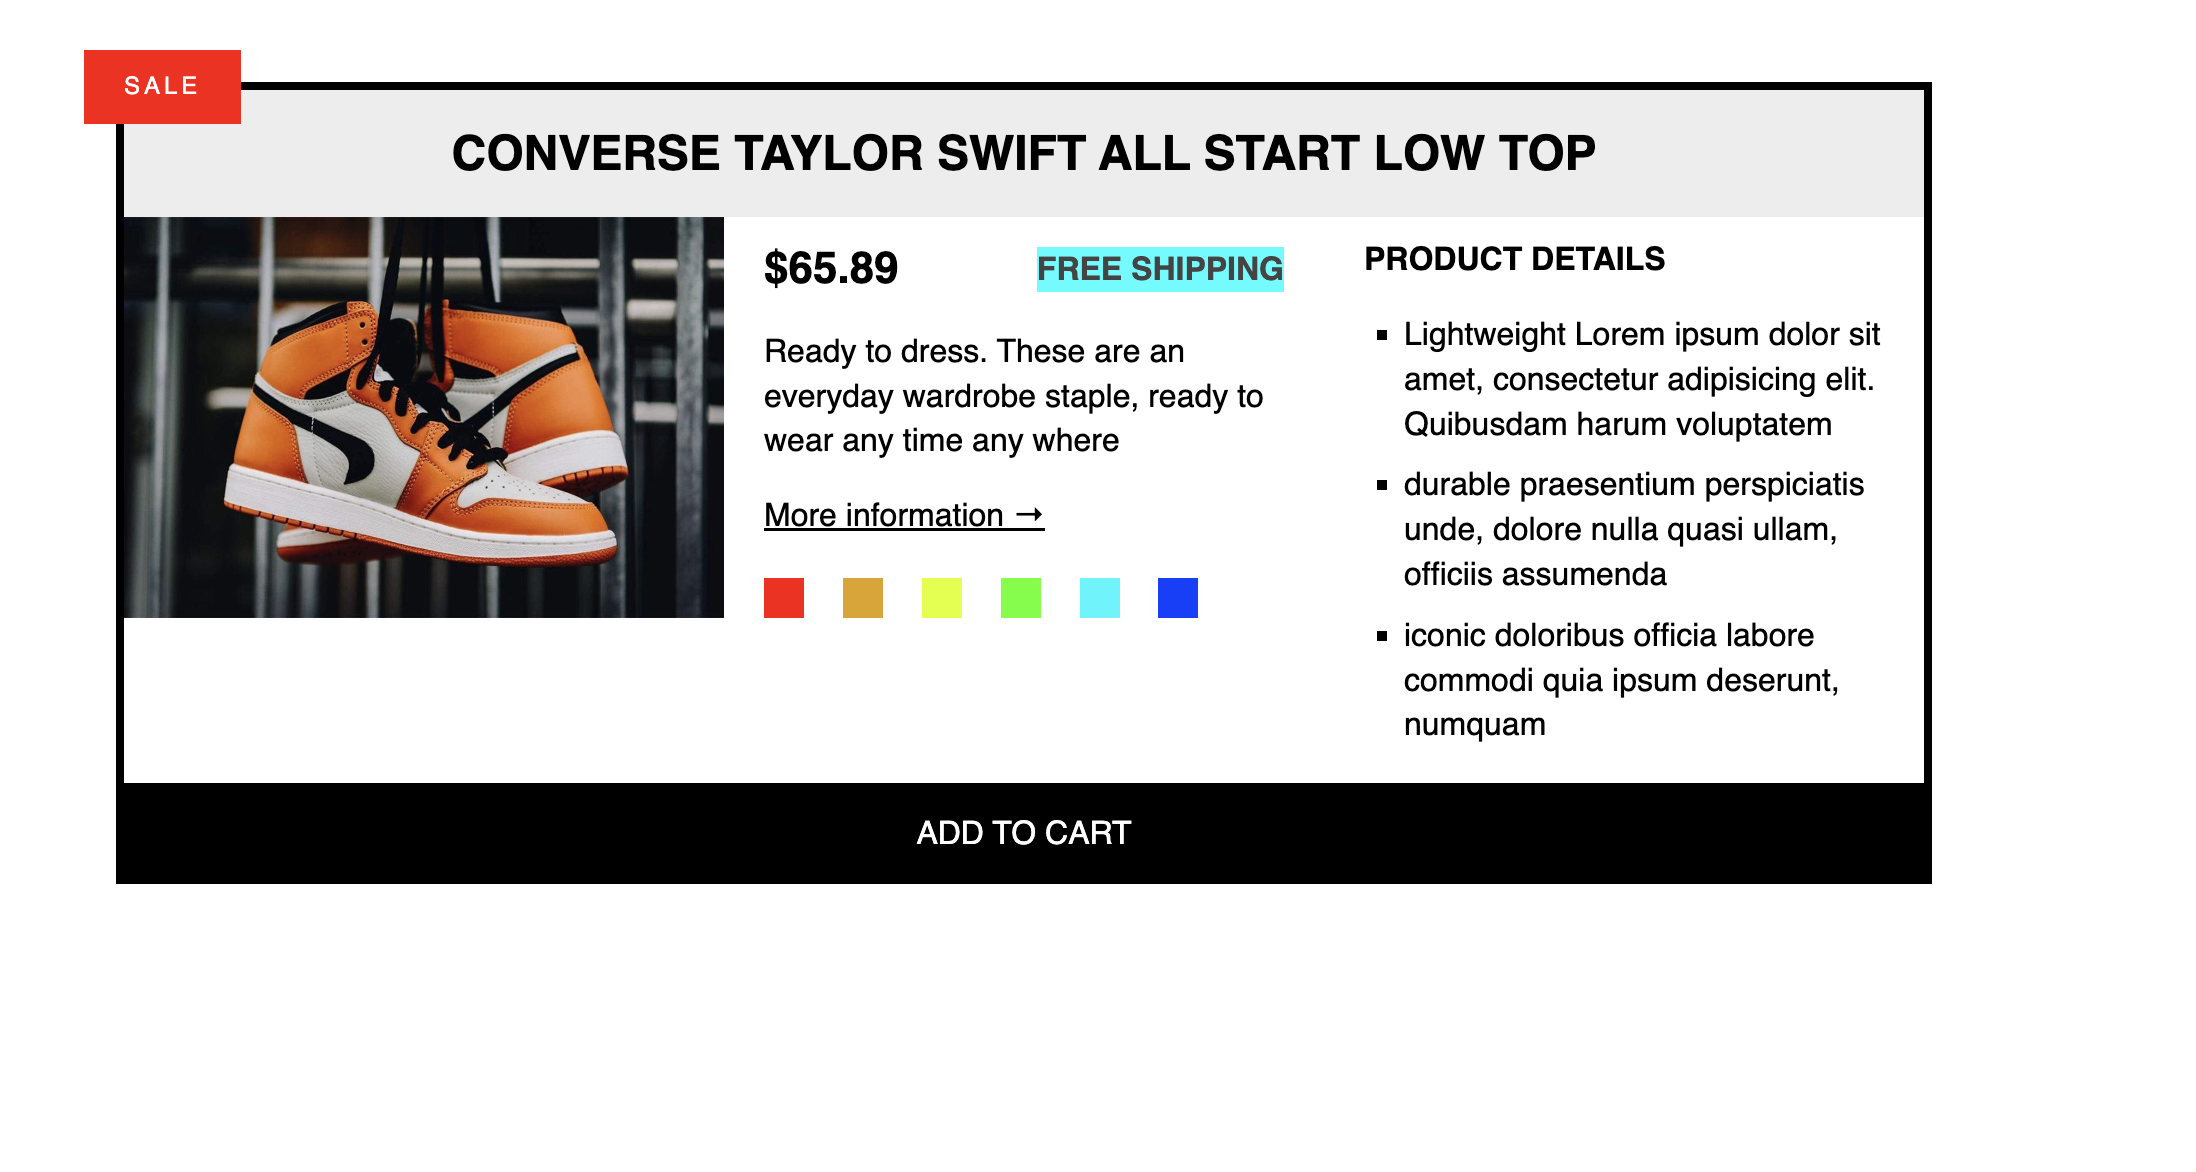 SALE
CONVERSE TAYLOR SWIFT ALL START LOW TOP
$65.89
FREE SHIPPING
Ready to dress. These are an
everyday wardrobe staple, ready to
wear any time any where
More information →
PRODUCT DETAILS
Lightweight Lorem ipsum dolor sit
amet, consectetur adipisicing elit.
Quibusdam harum voluptatem
durable praesentium perspiciatis
unde, dolore nulla quasi ullam,
officiis assumenda
iconic doloribus officia labore
commodi quia ipsum deserunt,
numquam
ADD TO CART